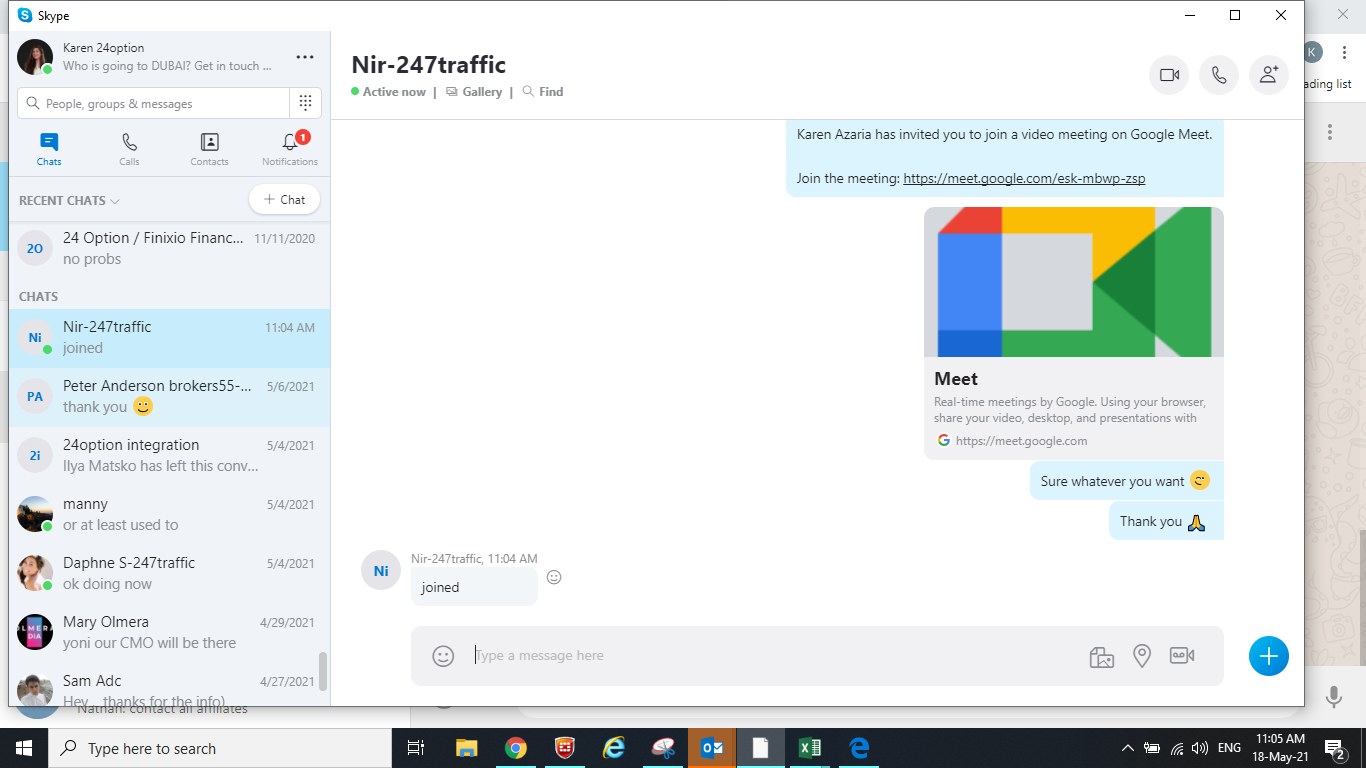 Skype
Karen 24option
Who is going to DUBAI? Get in touch ...
People, groups & messages
Chats
Calls
Contacts
1
Notifications
RECENT CHATS
+ Chat
2O
24 Option / Finixio Financ...
11/11/2020
no probs
CHATS
Ni
Nir-247traffic
11:04 AM
joined
PA
Peter Anderson brokers55-...
5/6/2021
thank you
2i
24option integration
5/4/2021
Ilya Matsko has left this conv...
manny
5/4/2021
or at least used to
Daphne S-247traffic
5/4/2021
ok doing now
OLMERA
DIA
Mary Olmera
4/29/2021
yoni our CMO will be there
Sam Adc
4/27/2021
Hey... thanks for the info)
Nathan: contact all affiliates
Nir-247traffic
Active now | Gallery | Find
Karen Azaria has invited you to join a video meeting on Google Meet.
Join the meeting: https://meet.google.com/esk-mbwp-zsp
Meet
Real-time meetings by Google. Using your browser,
share your video, desktop, and presentations with
G https://meet.google.com
Sure whatever you want
Thank you
Nir-247traffic, 11:04 AM
Ni
joined
Type a message here
K
ading list
Type here to search
ENG
11:05 AM
18-May-21
2